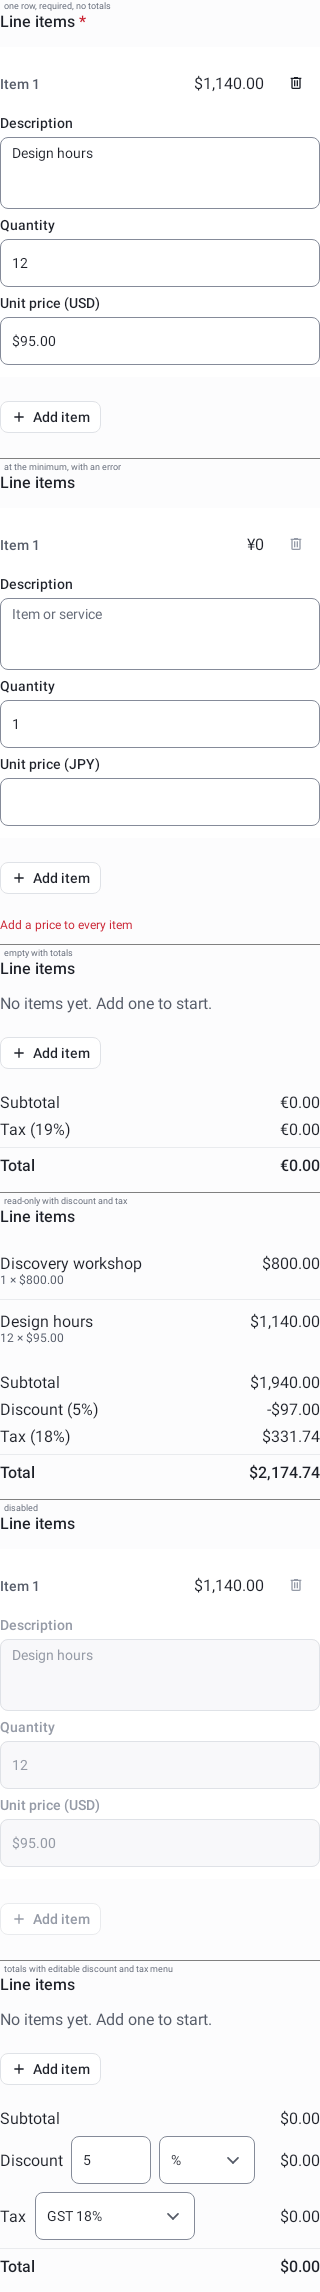 one row, required, no totals
Line items *
Item 1 $1,140.00
Description
Design hours
Quantity
12
Unit price (USD)
$95.00
+ Add item
at the minimum, with an error
Line items
Item 1 ¥0
Description
Item or service
Quantity
1
Unit price (JPY)
+ Add item
Add a price to every item
empty with totals
Line items
No items yet. Add one to start.
+ Add item
Subtotal €0.00
Tax (19%) €0.00
Total €0.00
read-only with discount and tax
Line items
Discovery workshop $800.00
1 × $800.00
Design hours $1,140.00
12 × $95.00
Subtotal $1,940.00
Discount (5%) -$97.00
Tax (18%) $331.74
Total $2,174.74
disabled
Line items
Item 1 $1,140.00
Description
Design hours
Quantity
12
Unit price (USD)
$95.00
+ Add item
totals with editable discount and tax menu
Line items
No items yet. Add one to start.
+ Add item
Subtotal $0.00
Discount 5 % $0.00
Tax GST 18% $0.00
Total $0.00